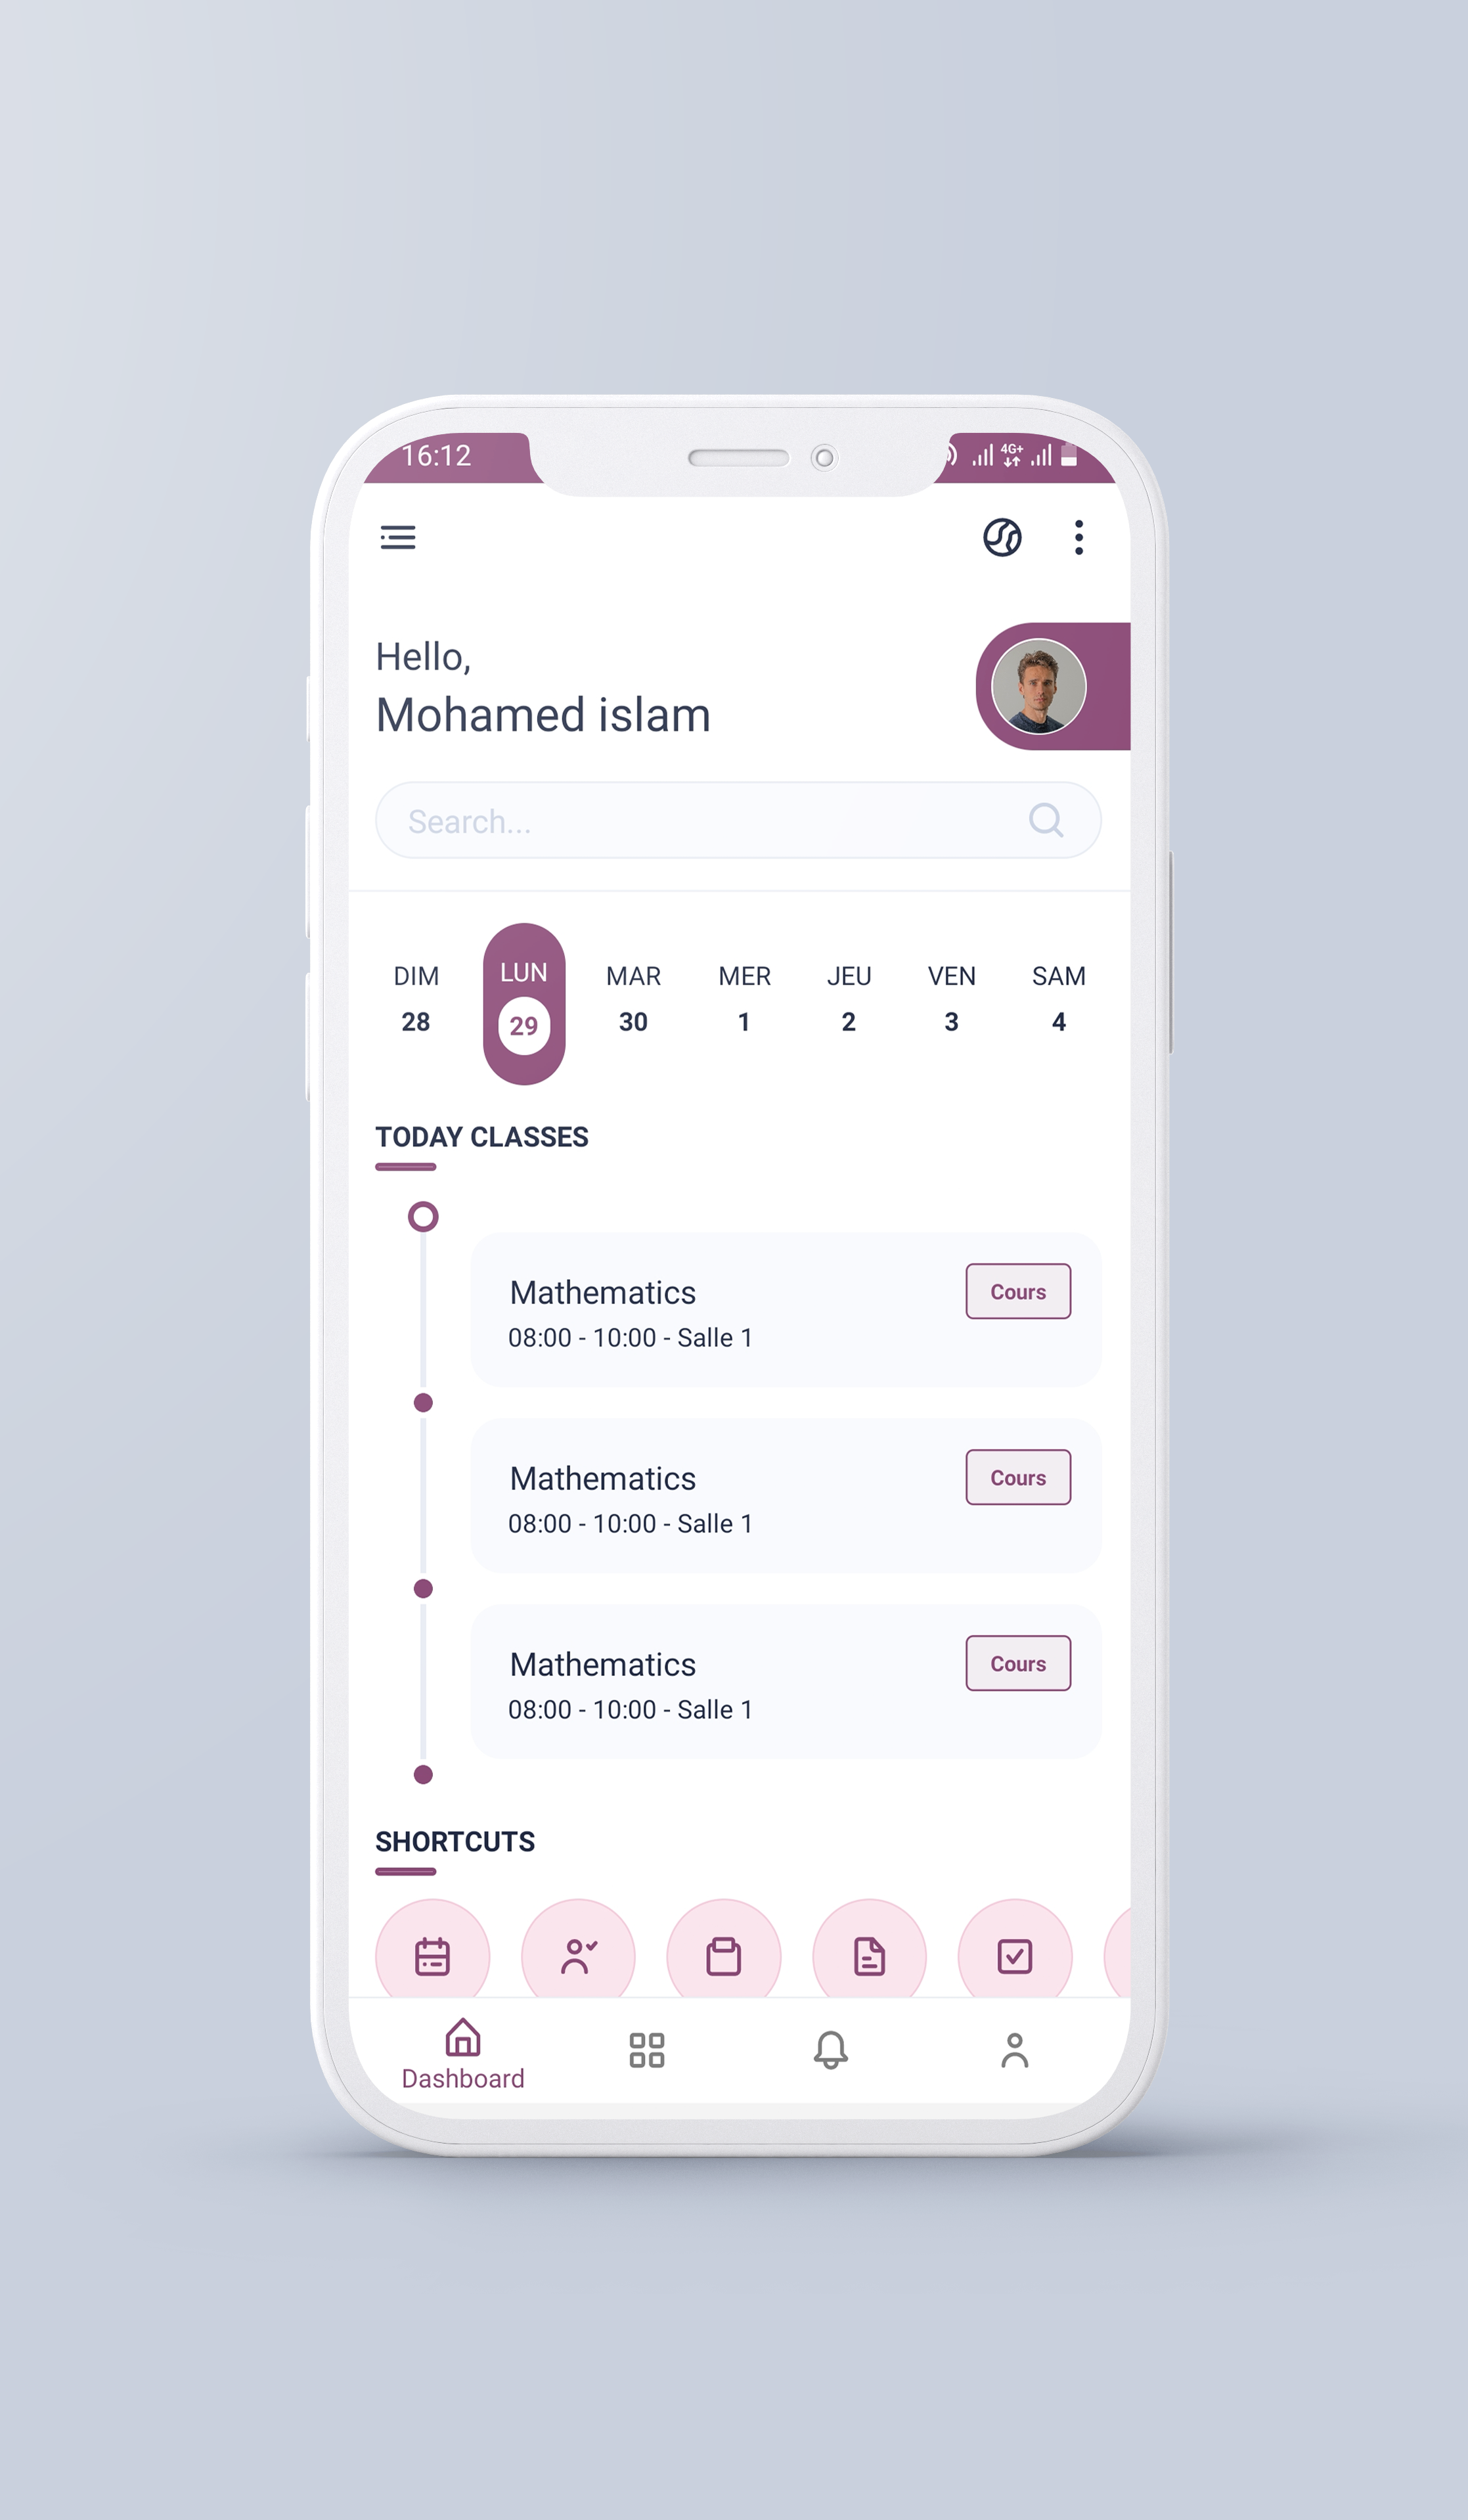 16:12
4G+
Hello,
Mohamed islam
Search...
DIM LUN MAR MER JEU VEN SAM
28 29 30 1 2 3 4
TODAY CLASSES
Mathematics
Cours
08:00 - 10:00 - Salle 1
Mathematics
Cours
08:00 - 10:00 - Salle 1
Mathematics
Cours
08:00 - 10:00 - Salle 1
SHORTCUTS
Dashboard